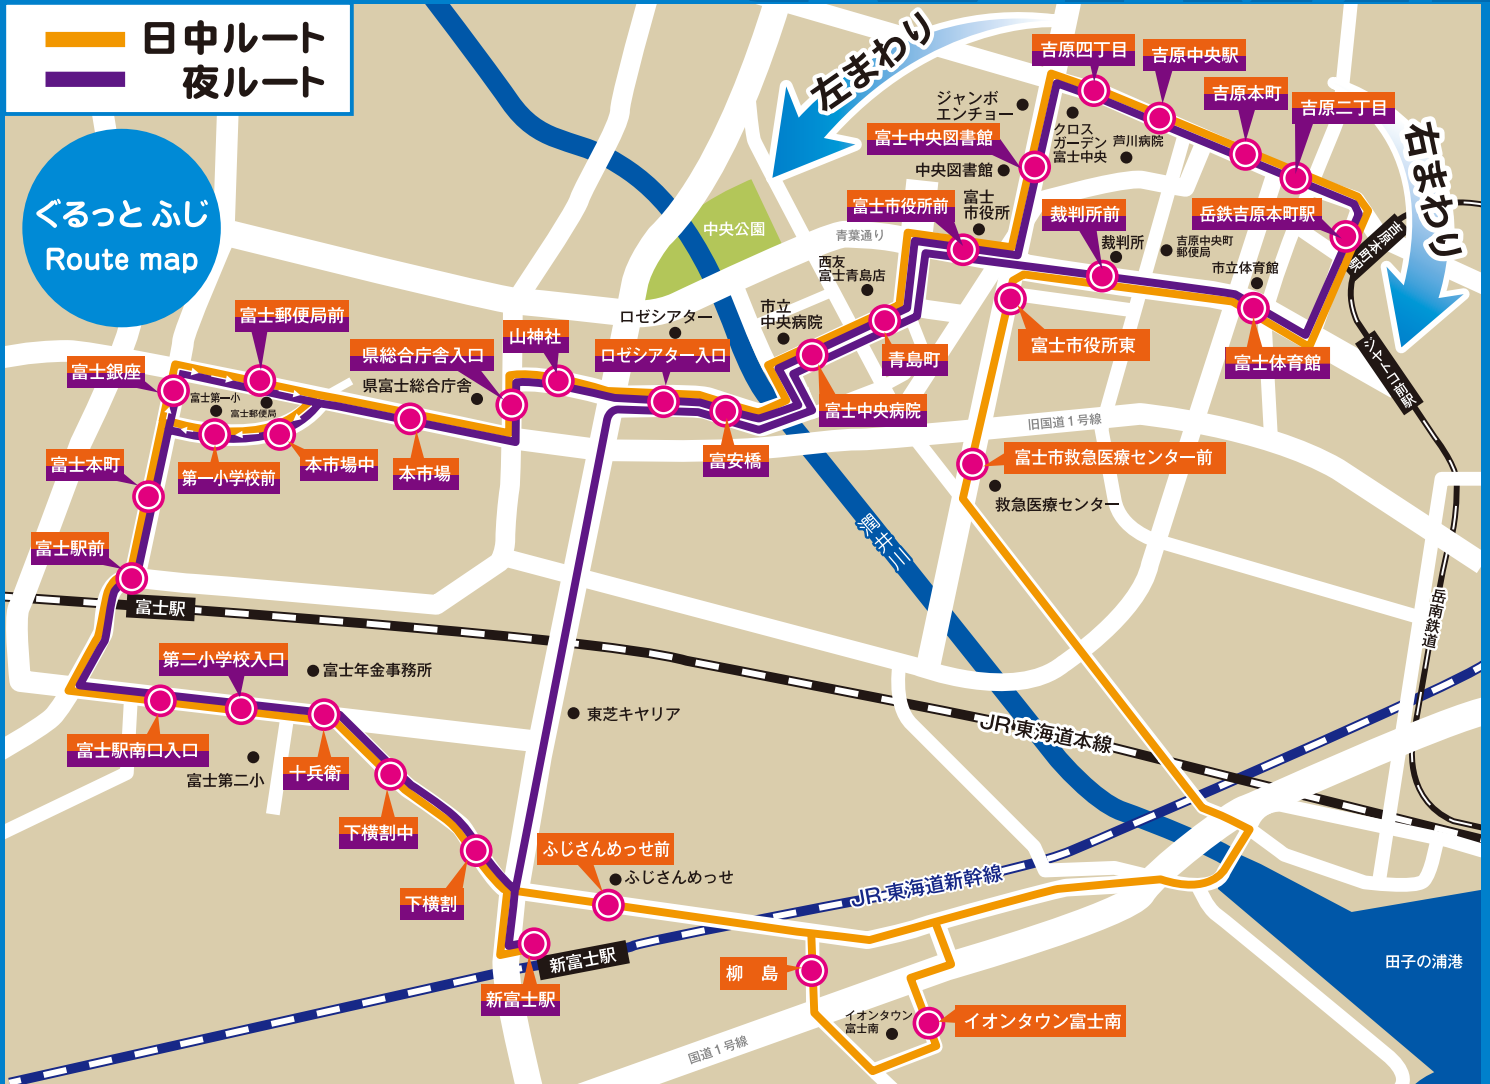 日中ルート
夜ルート
ぐるっと ふじ
Route map
左まわり
右まわり
吉原四丁目
吉原中央駅
吉原本町
吉原二丁目
ジャンボ
エンチョー
クロス
ガーデン
富士中央
芦川病院
富士中央図書館
中央図書館
富士市役所前
富士
市役所
裁判所前
裁判所
吉原中央町
郵便局
岳鉄吉原本町駅
吉原本町駅
市立体育館
中央公園
青葉通り
西友
富士青島店
市立
中央病院
ロゼシアター
ロゼシアター入口
山神社
県総合庁舎入口
県富士総合庁舎
富士郵便局前
富士銀座
富士第一小
富士郵便局
青島町
富士市役所東
富士体育館
ジヤトコ前駅
富士中央病院
旧国道1号線
富士本町
第一小学校前
本市場中
本市場
富安橋
富士市救急医療センター前
救急医療センター
潤井川
富士駅前
富士駅
岳南鉄道
第二小学校入口
富士年金事務所
東芝キヤリア
JR 東海道本線
富士駅南口入口
富士第二小
十兵衛
下横割中
ふじさんめっせ前
ふじさんめっせ
下横割
JR 東海道新幹線
新富士駅
新富士駅
柳 島
田子の浦港
イオンタウン
富士南
イオンタウン富士南
国道1号線